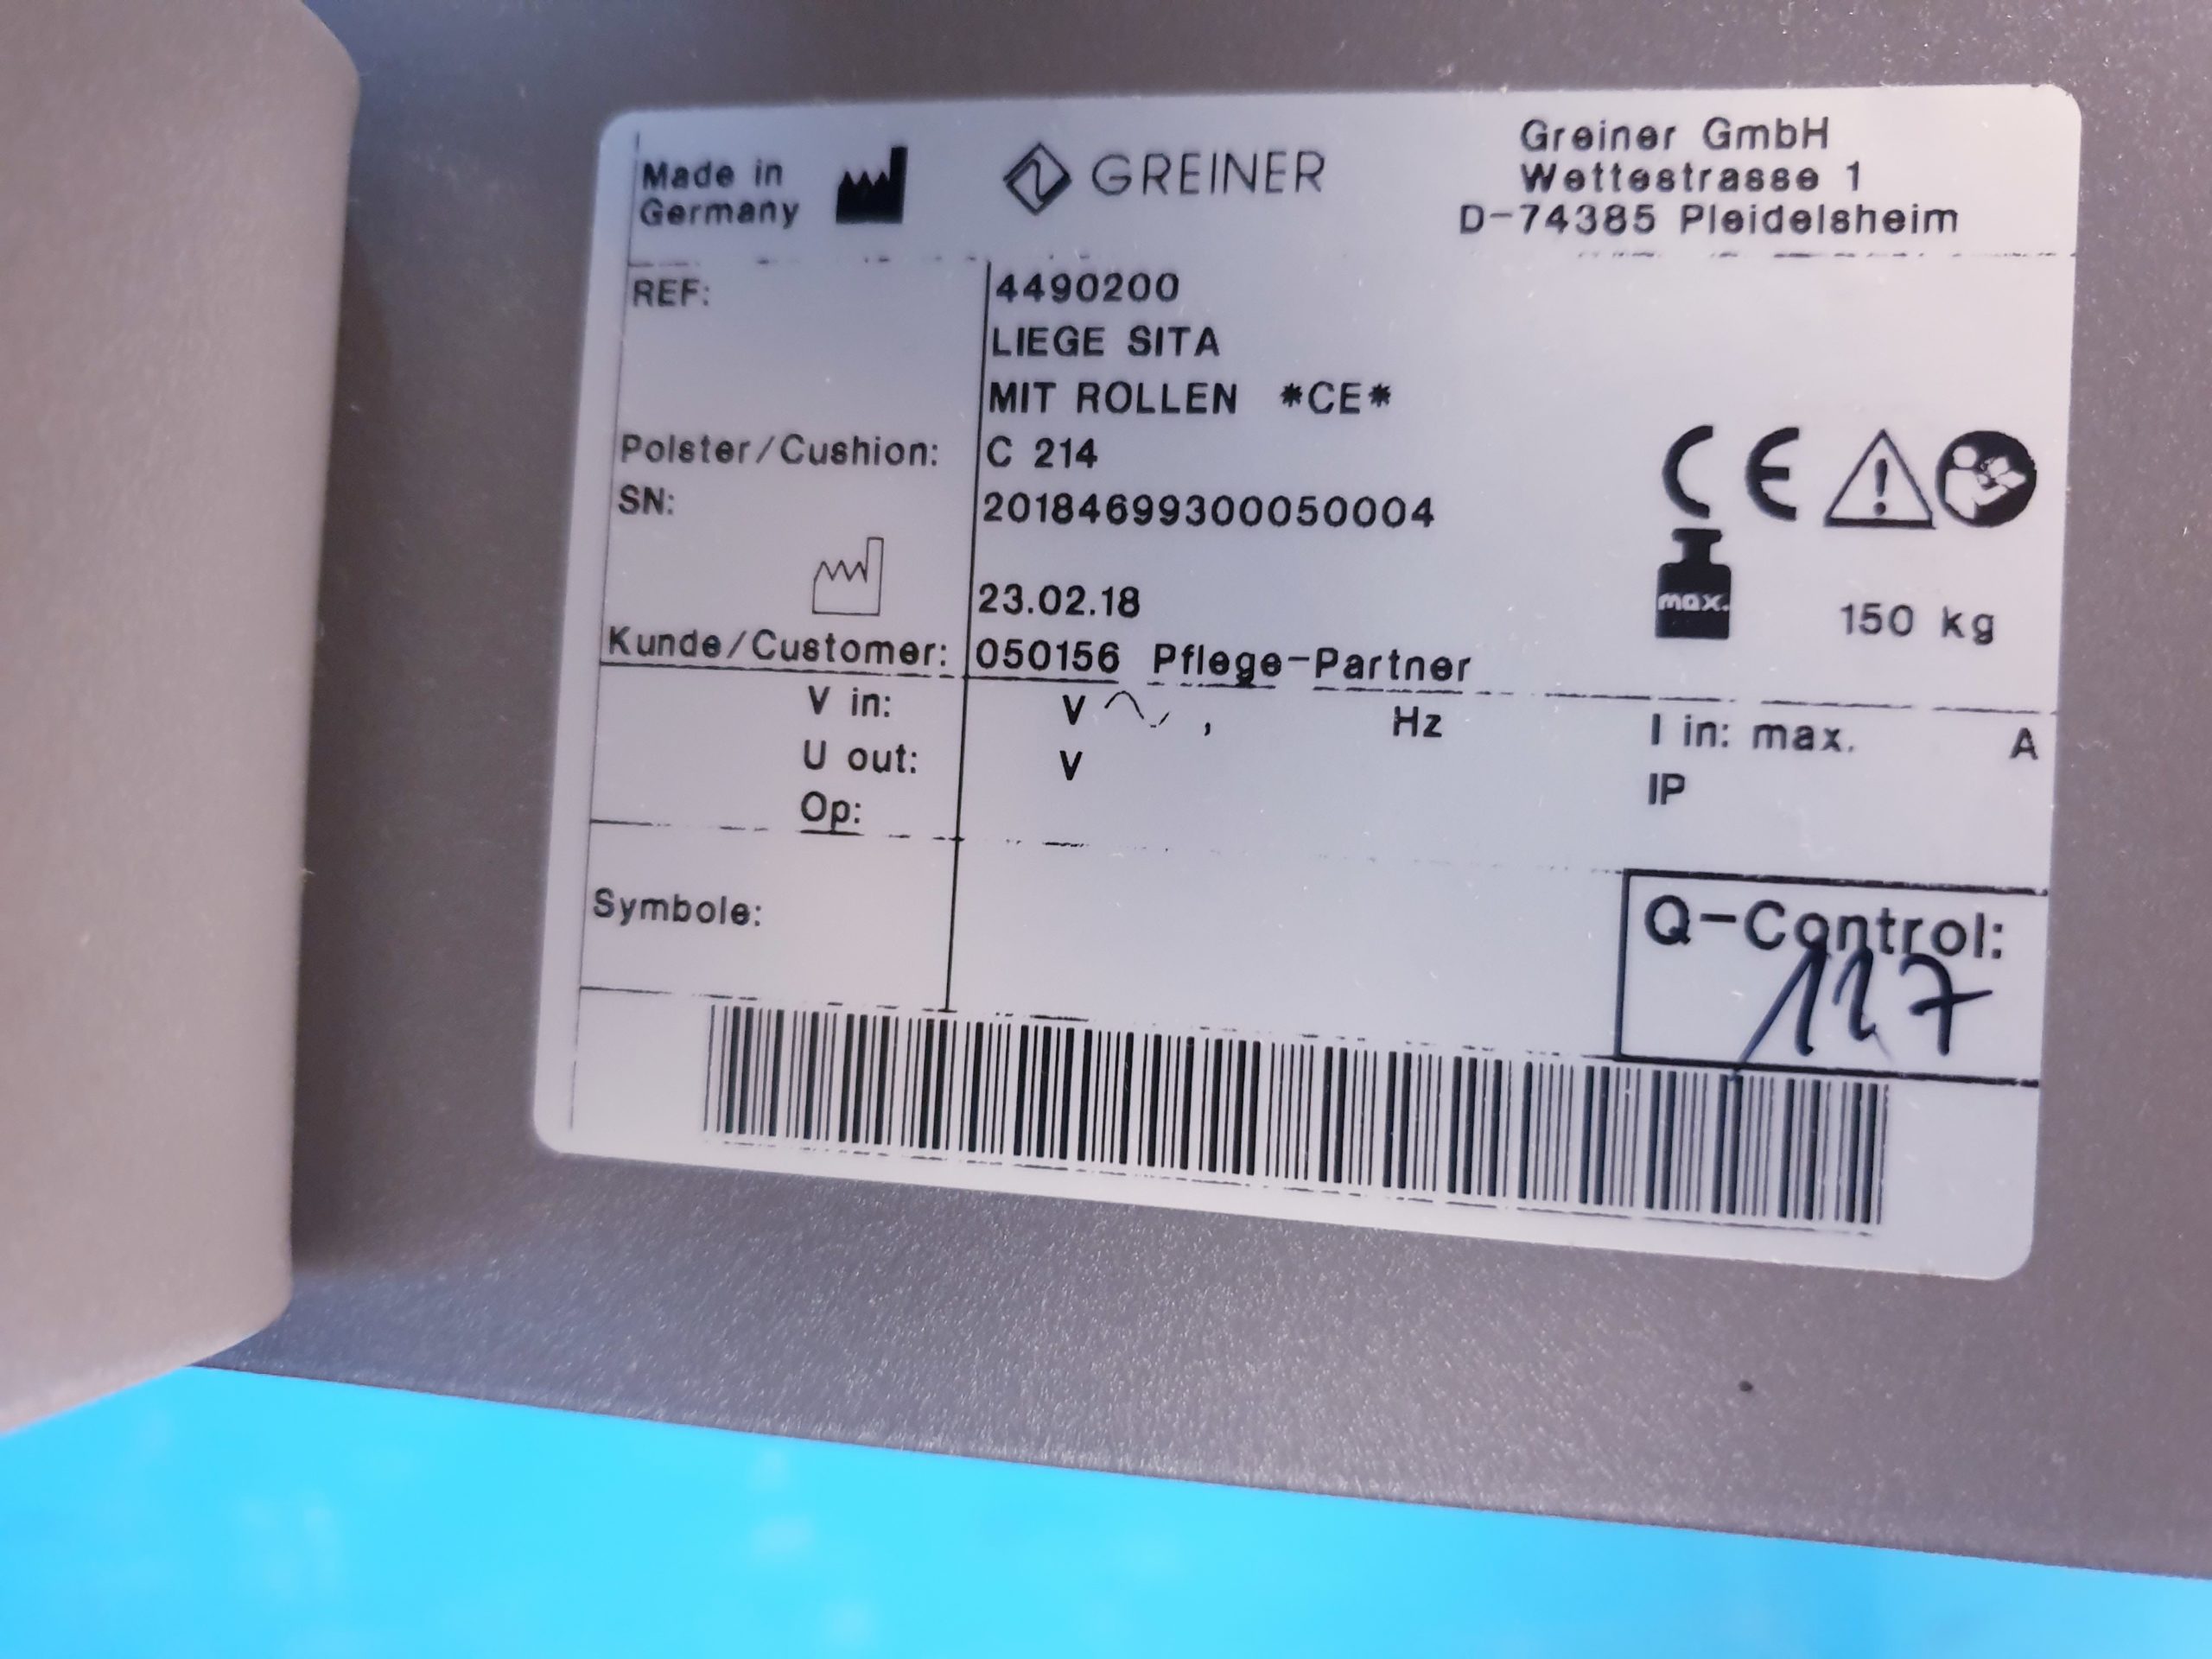 Made in
Germany
GREINER
Greiner GmbH
Wettestrasse 1
D-74385 Pleidelsheim
REF: 4490200
LIEGE SITA
MIT ROLLEN *CE*
Polster/Cushion: C 214
SN: 20184699300050004
CE
23.02.18
max. 150 kg
Kunde/Customer: 050156 Pflege-Partner
V in: V ~, Hz I in: max. A
U out: V IP
Op:
Symbole:
Q-Control:
117